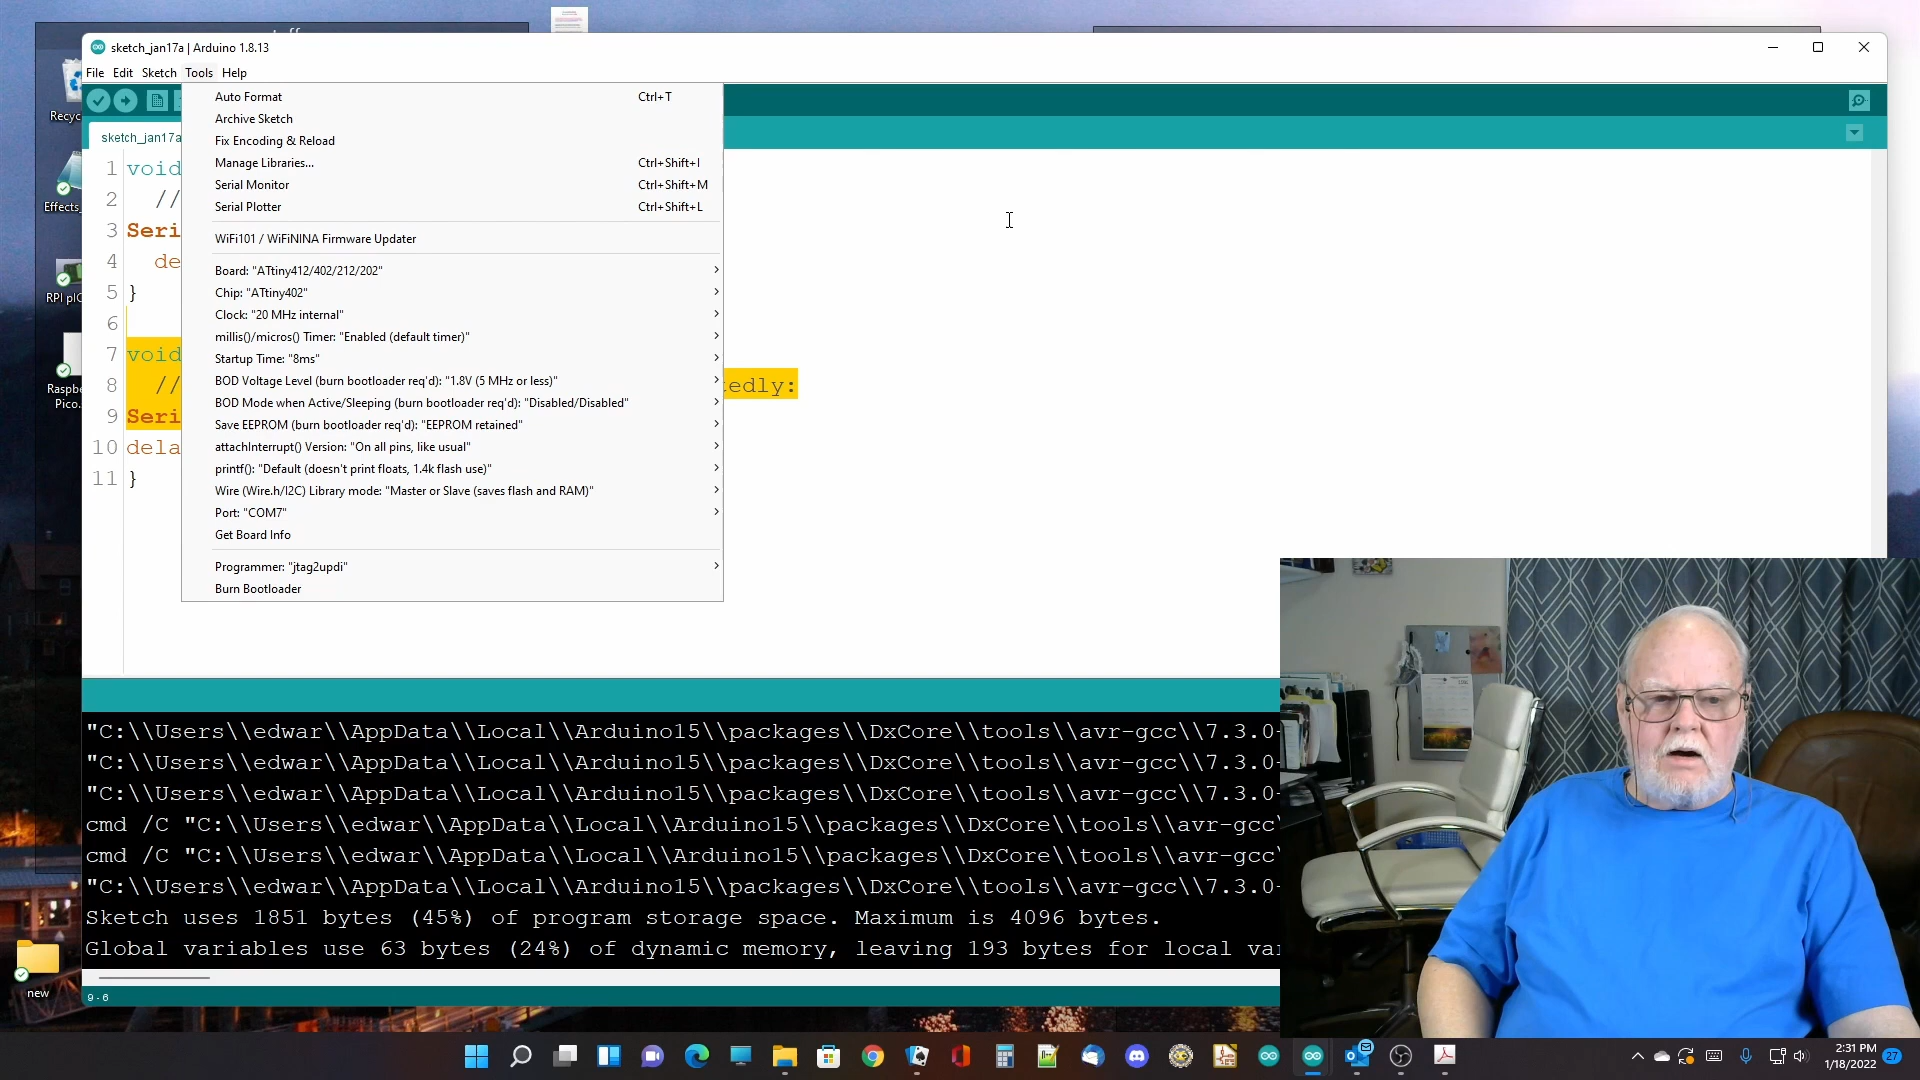 sketch_jan17a | Arduino 1.8.13
File Edit Sketch Tools Help
Auto Format Ctrl+T
Archive Sketch
Fix Encoding & Reload
Manage Libraries... Ctrl+Shift+I
Serial Monitor Ctrl+Shift+M
Serial Plotter Ctrl+Shift+L
WiFi101 / WiFiNINA Firmware Updater
Board: "ATtiny412/402/212/202"
Chip: "ATtiny402"
Clock: "20 MHz internal"
millis()/micros() Timer: "Enabled (default timer)"
Startup Time: "8ms"
BOD Voltage Level (burn bootloader req'd): "1.8V (5 MHz or less)"
BOD Mode when Active/Sleeping (burn bootloader req'd): "Disabled/Disabled"
Save EEPROM (burn bootloader req'd): "EEPROM retained"
attachInterrupt() Version: "On all pins, like usual"
printf(): "Default (doesn't print floats, 1.4k flash use)"
Wire (Wire.h/I2C) Library mode: "Master or Slave (saves flash and RAM)"
Port: "COM7"
Get Board Info
Programmer: "jtag2updi"
Burn Bootloader
sketch_jan17a
1 void
2 //
3 Seri
4 de
5 }
6
7 void
8 // edly:
9 Seri
10 dela
11 }
Recyc
Effects_
RPI pIC
Raspbe
Pico...
new
"C:\\Users\\edwar\\AppData\\Local\\Arduino15\\packages\\DxCore\\tools\\avr-gcc\\7.3.0-
"C:\\Users\\edwar\\AppData\\Local\\Arduino15\\packages\\DxCore\\tools\\avr-gcc\\7.3.0-
"C:\\Users\\edwar\\AppData\\Local\\Arduino15\\packages\\DxCore\\tools\\avr-gcc\\7.3.0-
cmd /C "C:\\Users\\edwar\\AppData\\Local\\Arduino15\\packages\\DxCore\\tools\\avr-gcc\
cmd /C "C:\\Users\\edwar\\AppData\\Local\\Arduino15\\packages\\DxCore\\tools\\avr-gcc\
"C:\\Users\\edwar\\AppData\\Local\\Arduino15\\packages\\DxCore\\tools\\avr-gcc\\7.3.0-
Sketch uses 1851 bytes (45%) of program storage space. Maximum is 4096 bytes.
Global variables use 63 bytes (24%) of dynamic memory, leaving 193 bytes for local var
9 - 6
2:31 PM
1/18/2022
27